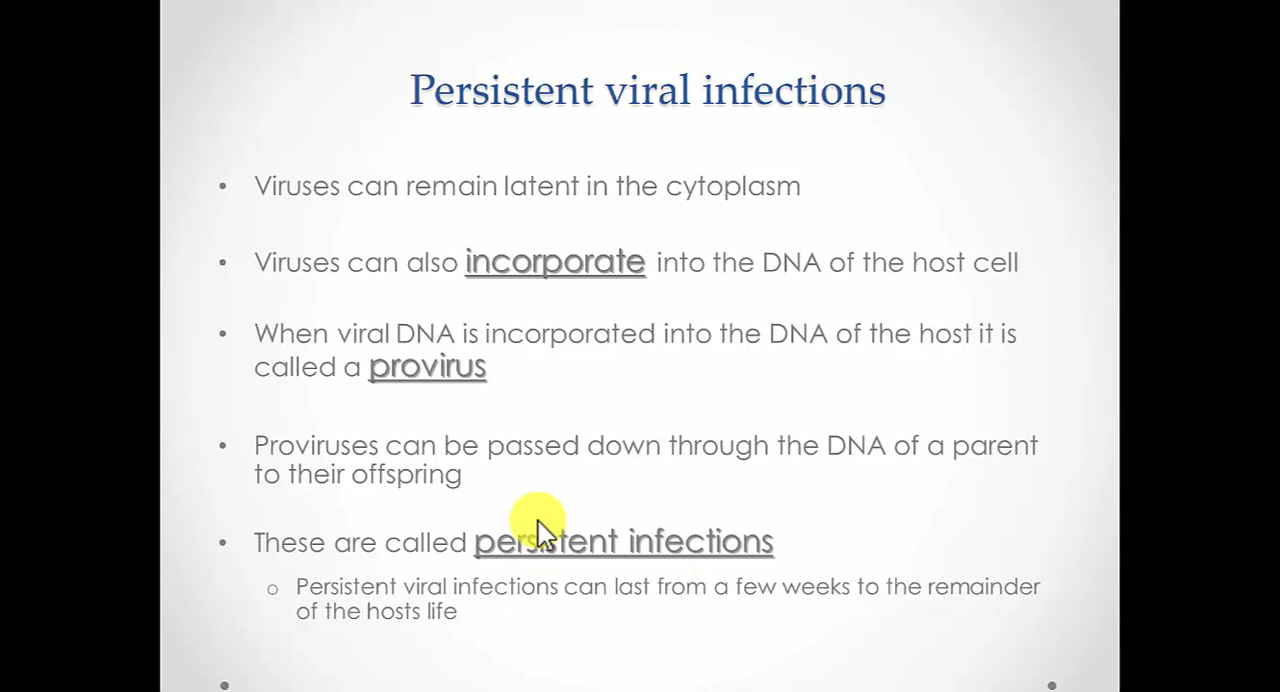 Persistent viral infections
• Viruses can remain latent in the cytoplasm
• Viruses can also incorporate into the DNA of the host cell
• When viral DNA is incorporated into the DNA of the host it is
called a provirus
• Proviruses can be passed down through the DNA of a parent
to their offspring
• These are called persistent infections
o Persistent viral infections can last from a few weeks to the remainder
of the hosts life